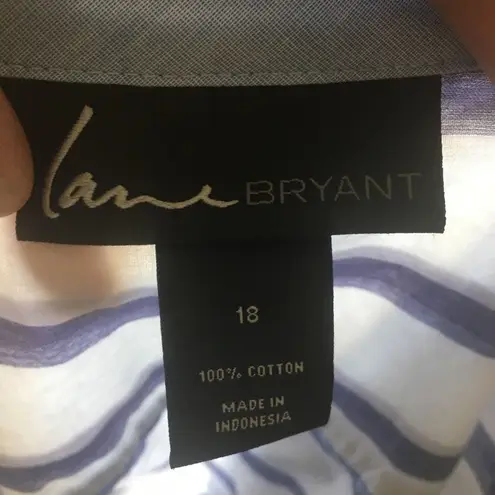 lane BRYANT
18
100% COTTON
MADE IN
INDONESIA